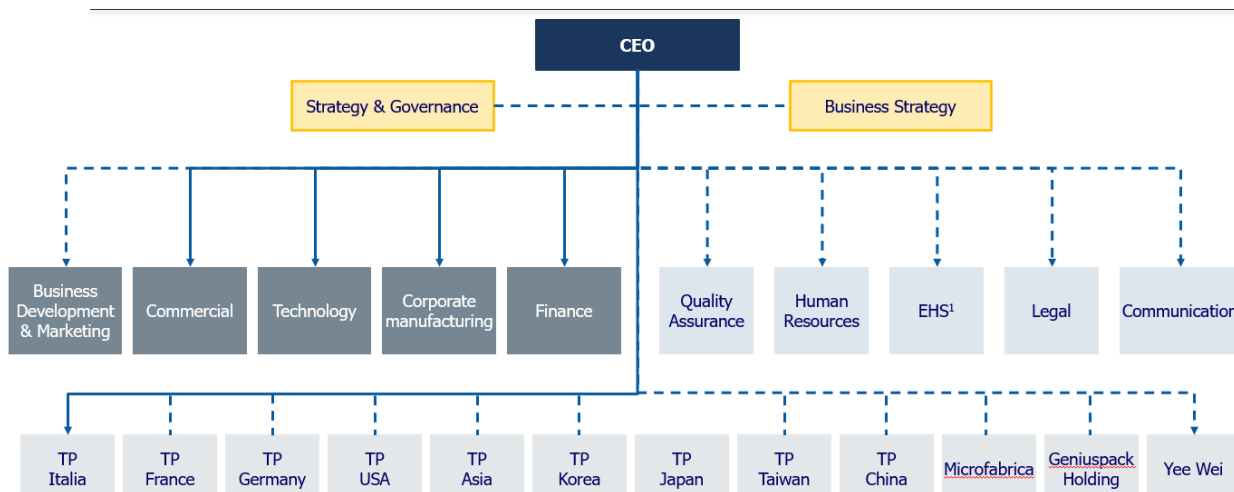 CEO
Strategy & Governance
Business Strategy
Business
Development
& Marketing
Commercial
Technology
Corporate
manufacturing
Finance
Quality
Assurance
Human
Resources
EHS¹
Legal
Communication
TP
Italia
TP
France
TP
Germany
TP
USA
TP
Asia
TP
Korea
TP
Japan
TP
Taiwan
TP
China
Microfabrica
Geniuspack
Holding
Yee Wei